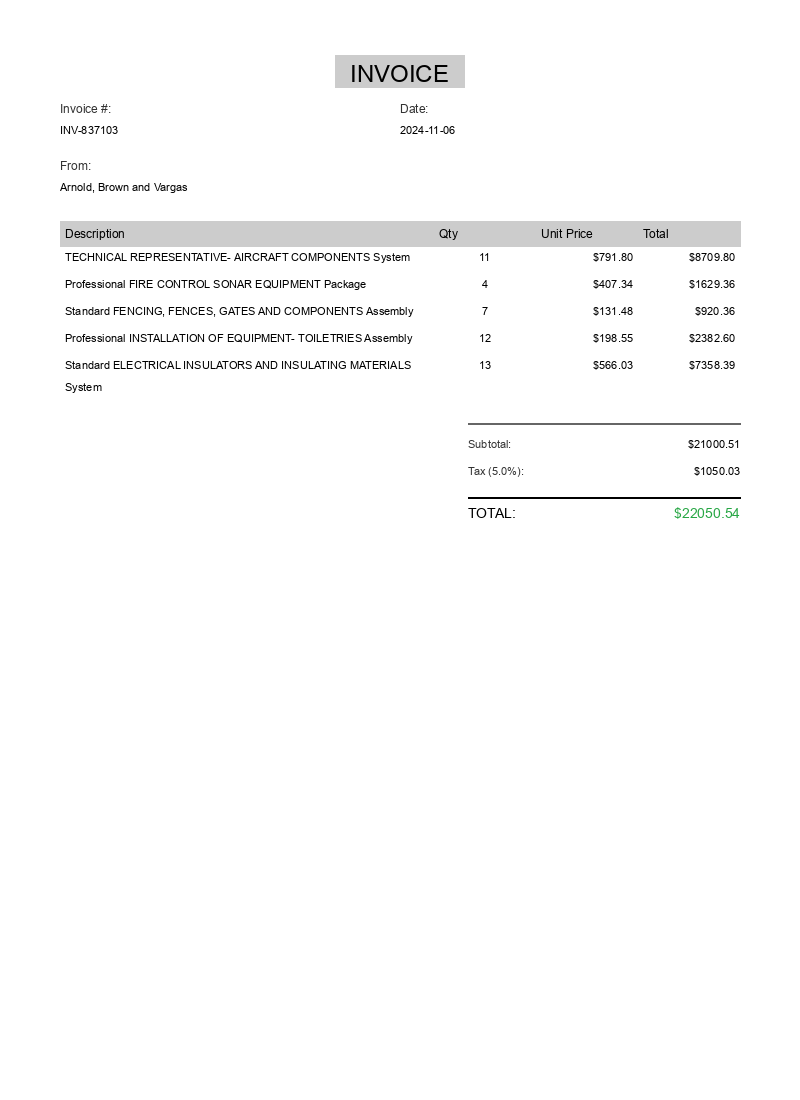 INVOICE
Invoice #: Date:
INV-837103 2024-11-06
From:
Arnold, Brown and Vargas
Description Qty Unit Price Total
TECHNICAL REPRESENTATIVE- AIRCRAFT COMPONENTS System 11 $791.80 $8709.80
Professional FIRE CONTROL SONAR EQUIPMENT Package 4 $407.34 $1629.36
Standard FENCING, FENCES, GATES AND COMPONENTS Assembly 7 $131.48 $920.36
Professional INSTALLATION OF EQUIPMENT- TOILETRIES Assembly 12 $198.55 $2382.60
Standard ELECTRICAL INSULATORS AND INSULATING MATERIALS 13 $566.03 $7358.39
System
Subtotal: $21000.51
Tax (5.0%): $1050.03
TOTAL: $22050.54